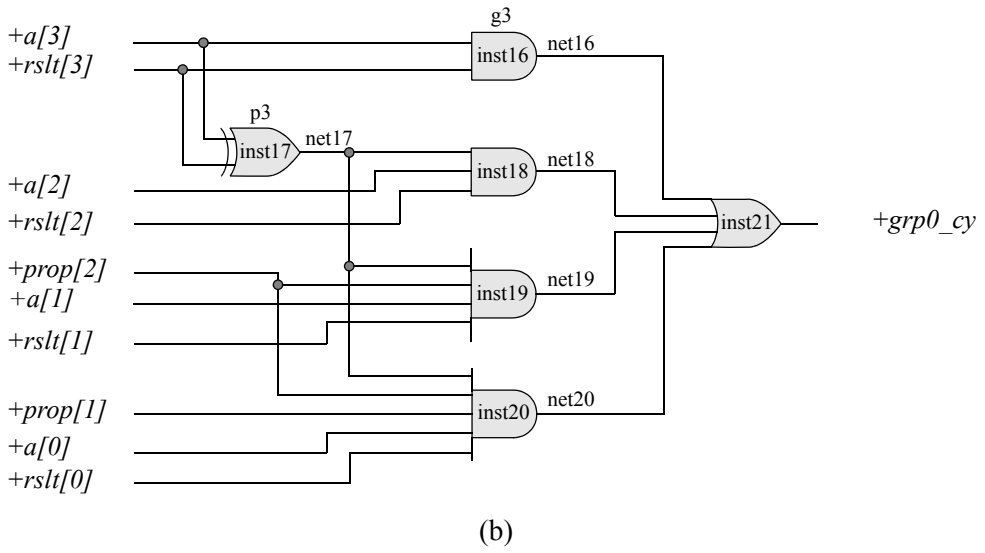 g3
+a[3]
+rslt[3]
inst16
net16
p3
inst17
net17
+a[2]
+rslt[2]
inst18
net18
inst21
+grp0_cy
+prop[2]
+a[1]
+rslt[1]
inst19
net19
+prop[1]
+a[0]
+rslt[0]
inst20
net20
(b)